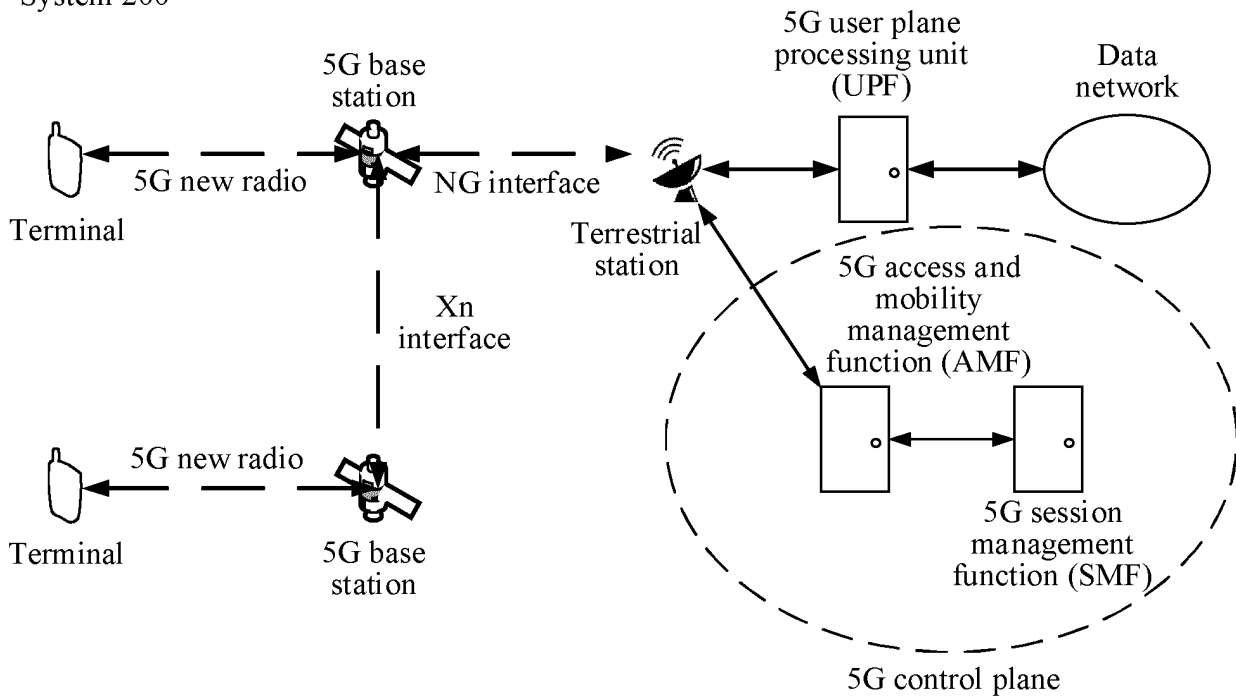 System 200
5G base
station
5G user plane
processing unit
(UPF)
Data
network
5G new radio
NG interface
Terminal
Terrestrial
station
Xn
interface
5G access and
mobility
management
function (AMF)
5G new radio
Terminal
5G base
station
5G session
management
function (SMF)
5G control plane